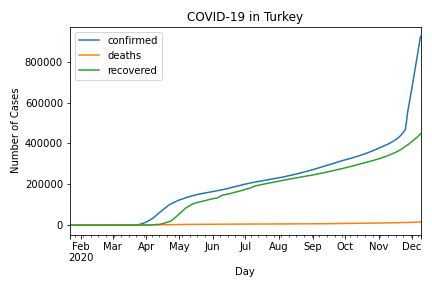 COVID-19 in Turkey
confirmed
deaths
recovered
Number of Cases
800000
600000
400000
200000
0
Feb Mar Apr May Jun Jul Aug Sep Oct Nov Dec
2020
Day